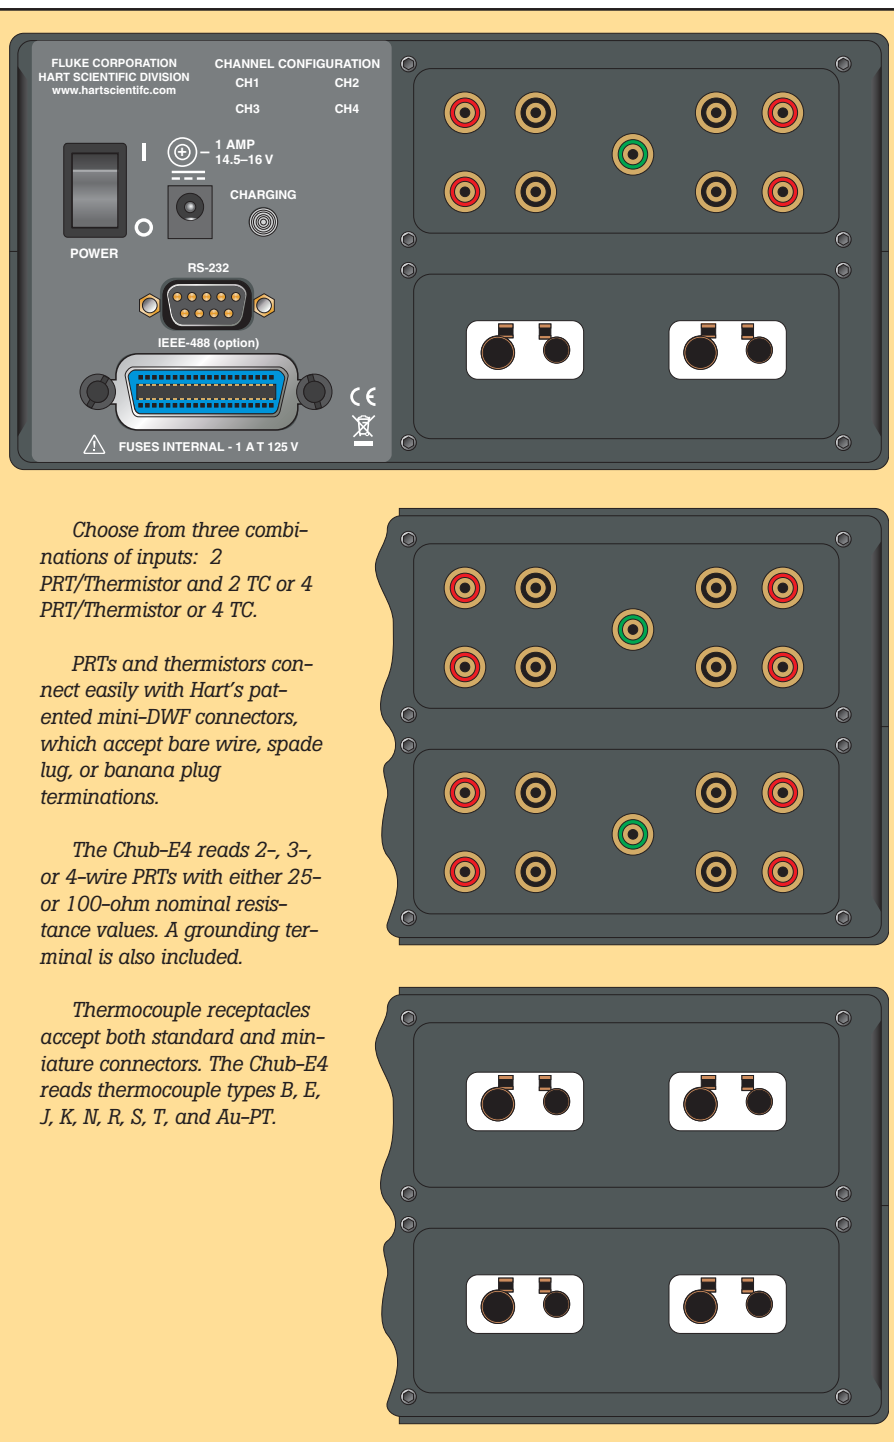 FLUKE CORPORATION
HART SCIENTIFIC DIVISION
www.hartscientifc.com
CHANNEL CONFIGURATION
CH1 CH2
CH3 CH4
1 AMP
14.5–16 V
CHARGING
POWER
RS-232
IEEE-488 (option)
CE
FUSES INTERNAL - 1 A T 125 V
Choose from three combi-
nations of inputs: 2
PRT/Thermistor and 2 TC or 4
PRT/Thermistor or 4 TC.
PRTs and thermistors con-
nect easily with Hart's pat-
ented mini-DWF connectors,
which accept bare wire, spade
lug, or banana plug
terminations.
The Chub-E4 reads 2-, 3-,
or 4-wire PRTs with either 25-
or 100-ohm nominal resis-
tance values. A grounding ter-
minal is also included.
Thermocouple receptacles
accept both standard and min-
iature connectors. The Chub-E4
reads thermocouple types B, E,
J, K, N, R, S, T, and Au-PT.